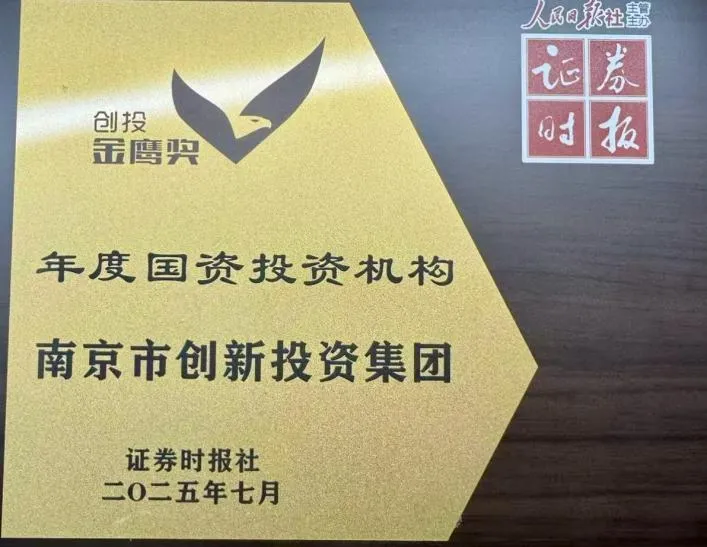 人民日报社 主管主办
证券
时报
创投
金鹰奖
年度国资投资机构
南京市创新投资集团
证券时报社
二〇二五年七月